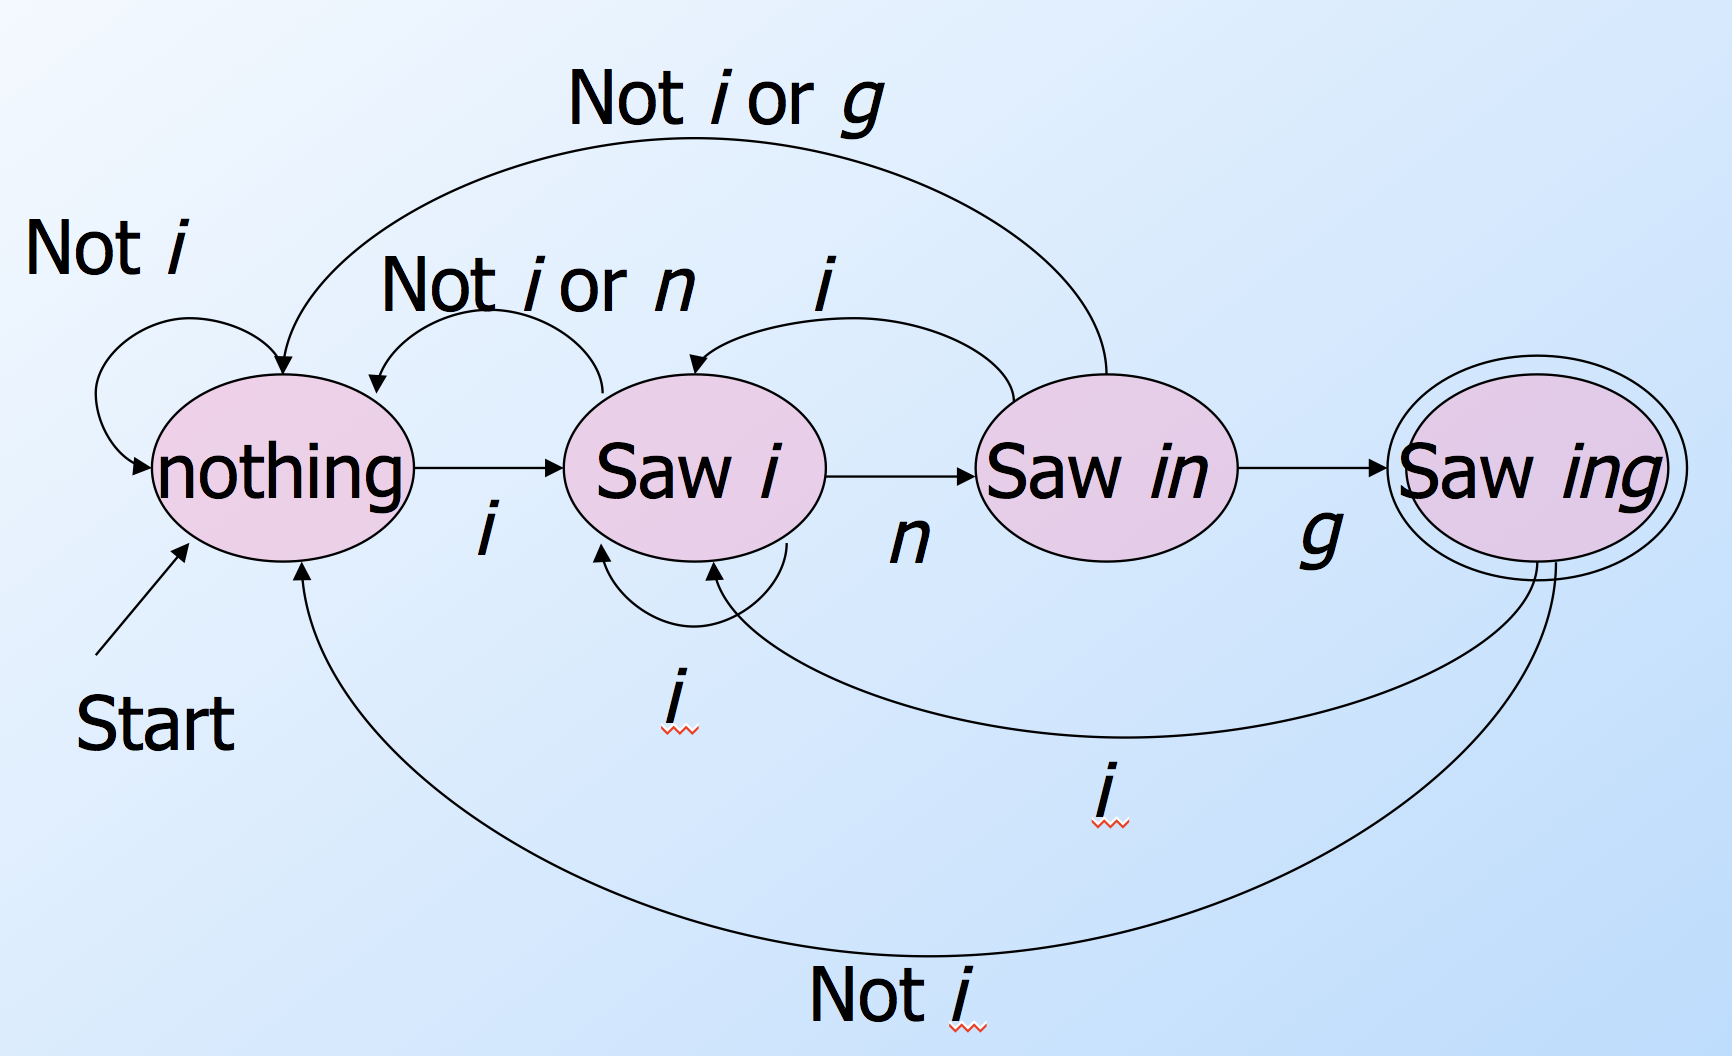 Not i or g
Not i
Not i or n
i
nothing
Saw i
Saw in
Saw ing
i
n
g
Start
i
i
Not i